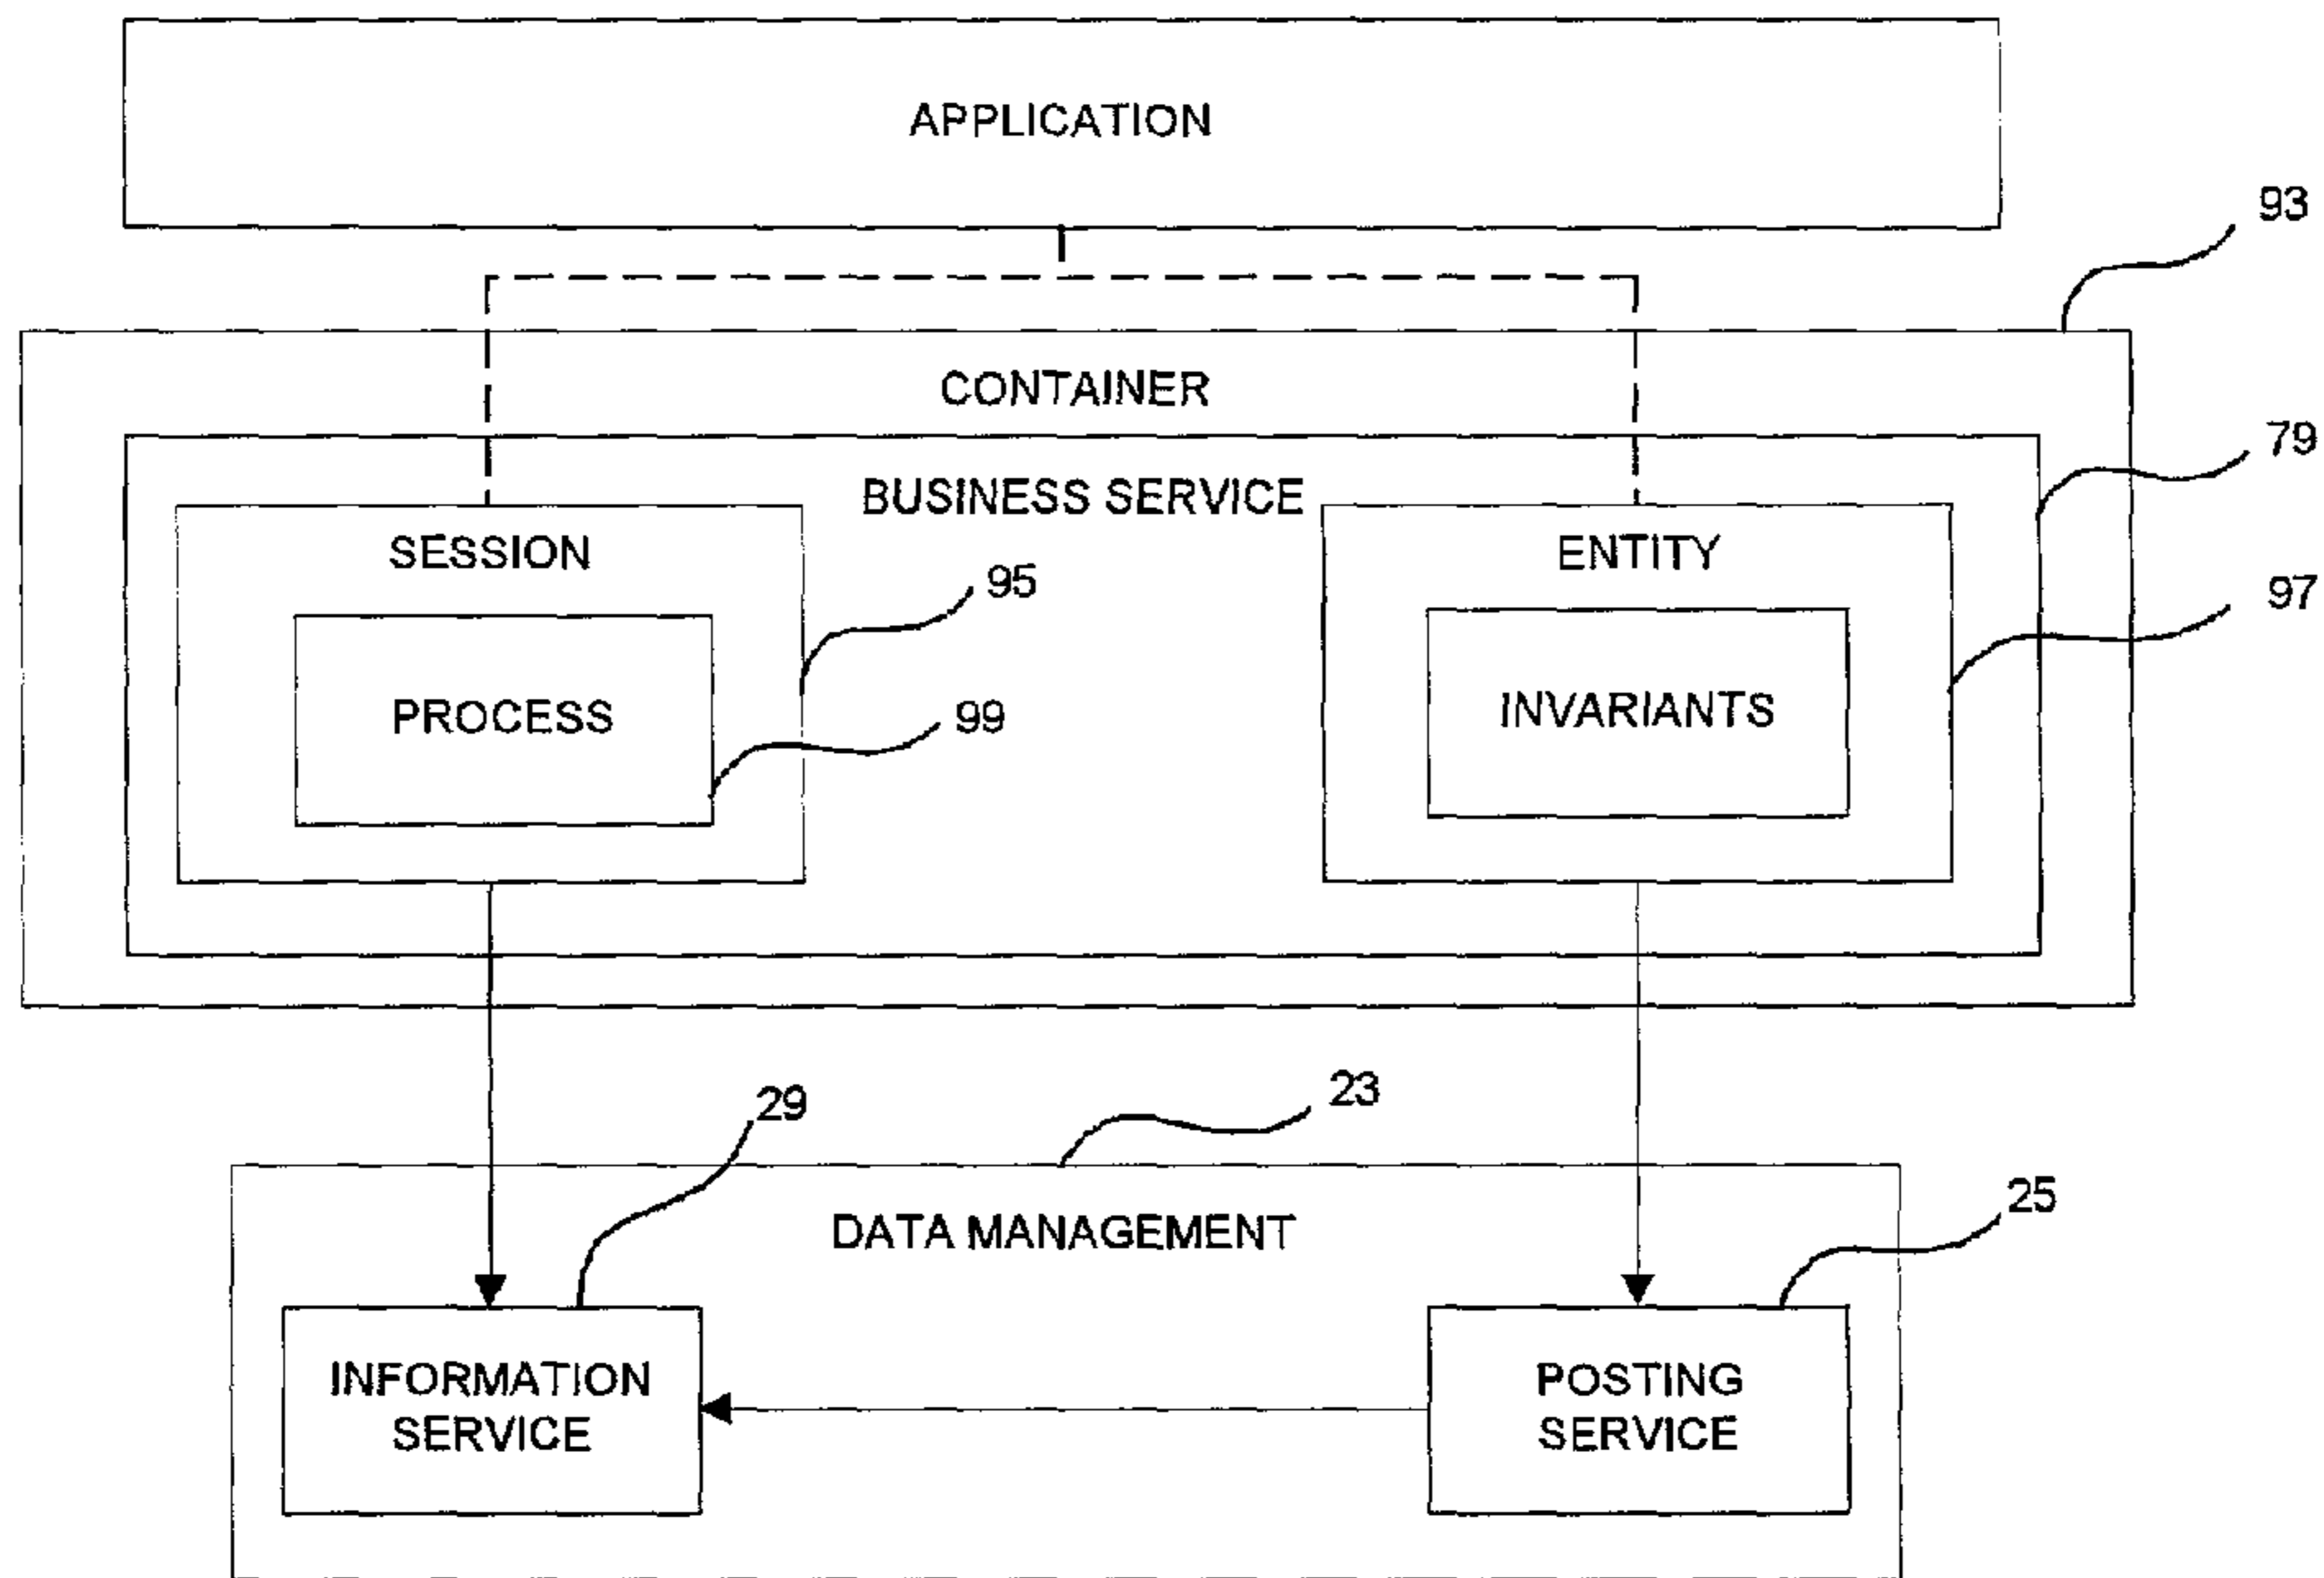 APPLICATION
93
CONTAINER
79
BUSINESS SERVICE
SESSION
ENTITY
95
97
PROCESS
99
INVARIANTS
29
23
25
DATA MANAGEMENT
INFORMATION
SERVICE
POSTING
SERVICE